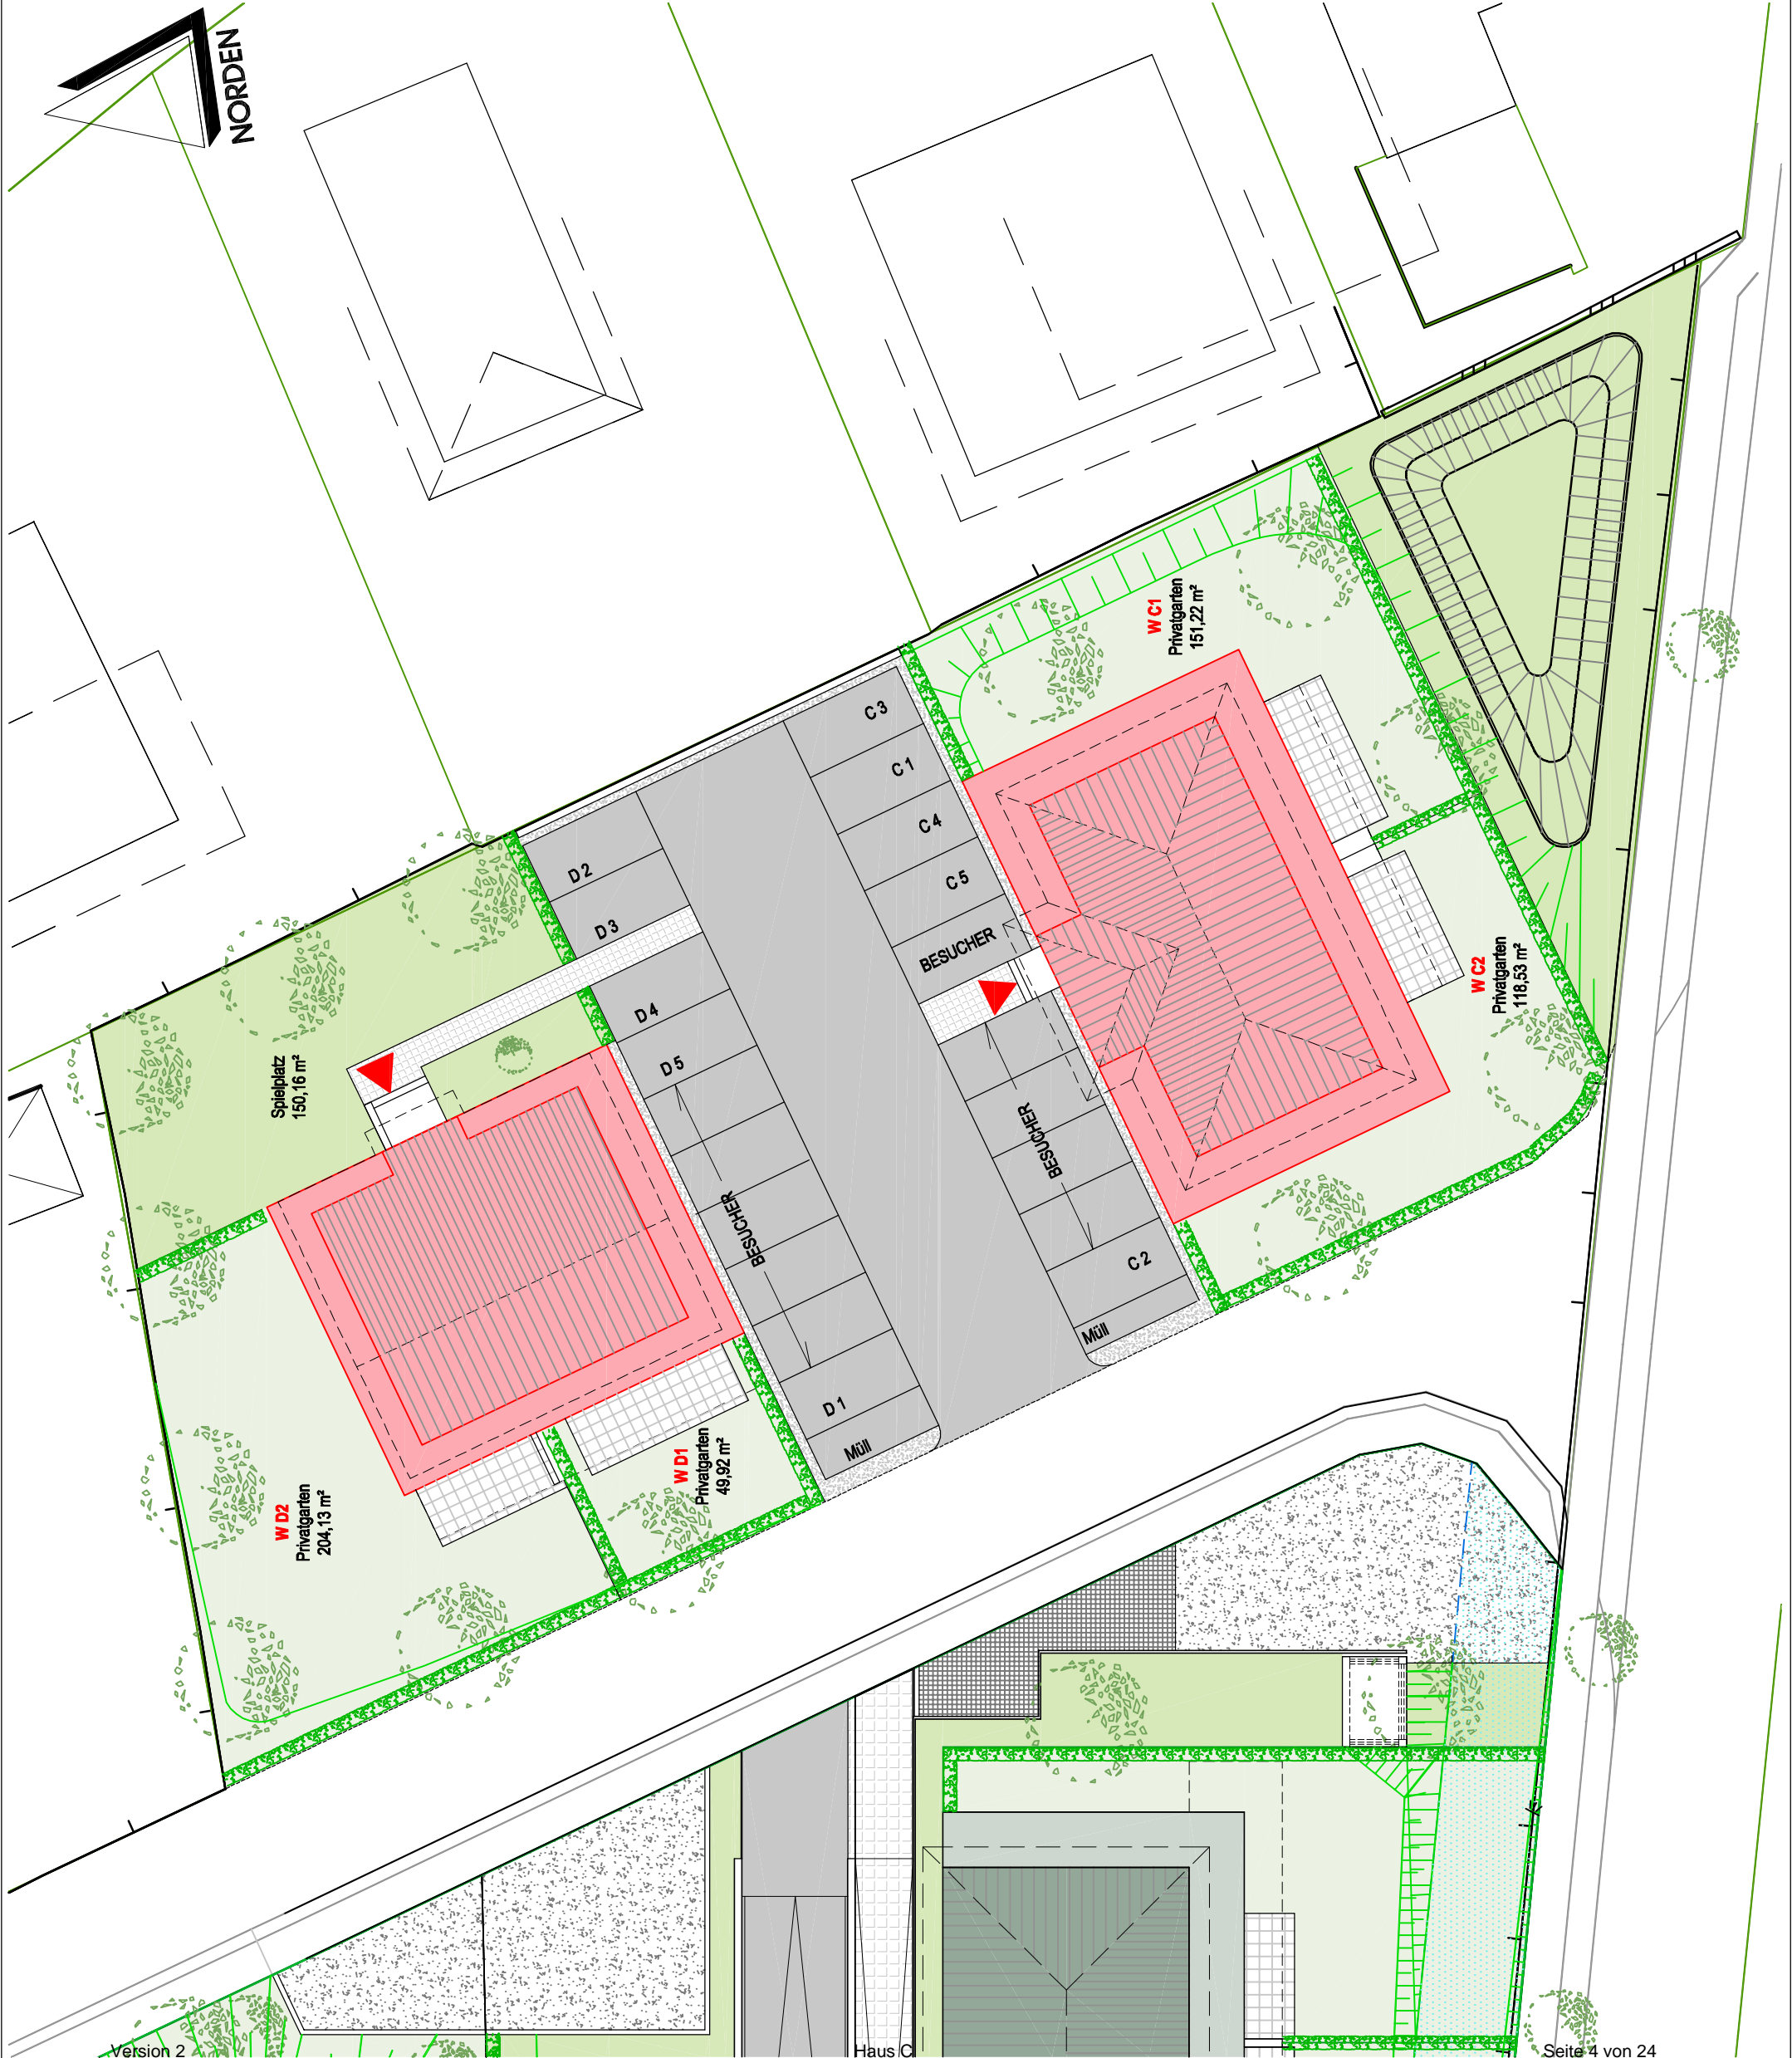 NORDEN
W C1
Privatgarten
151,22 m²
C 3
C 1
C 4
C 5
BESUCHER
D 2
D 3
D 4
D 5
W C2
Privatgarten
118,53 m²
Spielplatz
150,16 m²
BESUCHER
BESUCHER
C 2
Müll
D 1
Müll
W D1
Privatgarten
49,92 m²
W D2
Privatgarten
204,13 m²
Version 2
Haus C
Seite 4 von 24